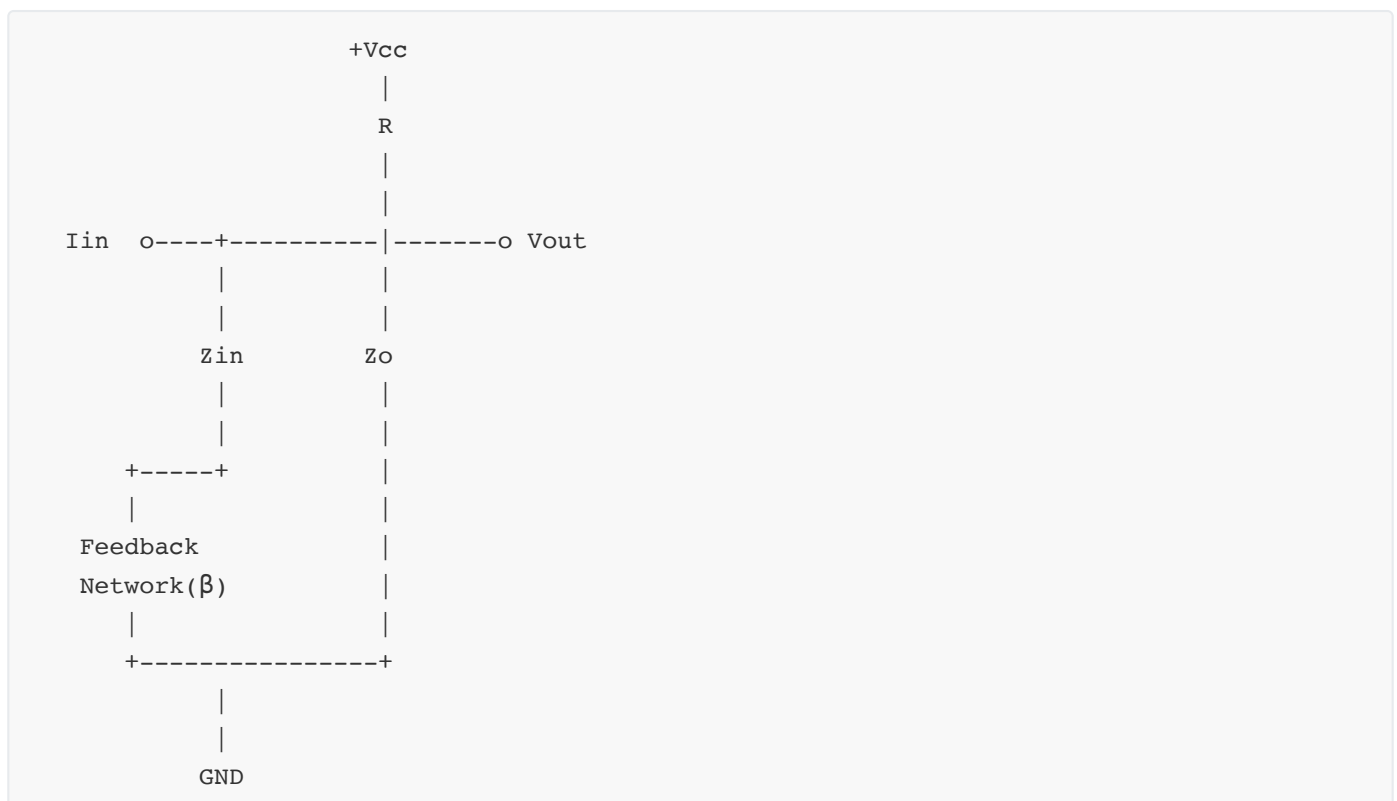 +Vcc
|
R
|
|
Iin  o----+----------|-------o Vout
|          |
|          |
Zin        Zo
|          |
|          |
+-----+          |
|                |
Feedback            |
Network(β)          |
|                |
+----------------+
|
|
GND